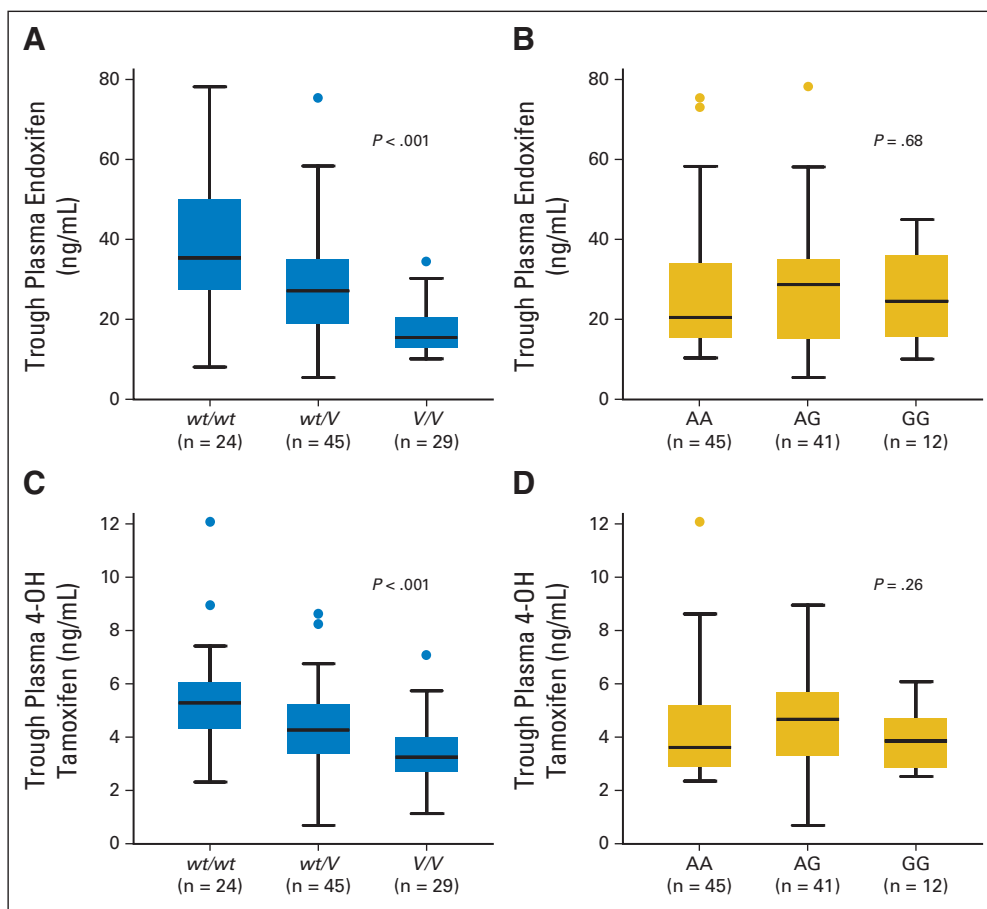 A
Trough Plasma Endoxifen
(ng/mL)
80
60
40
20
0
P < .001
wt/wt
(n = 24)
wt/V
(n = 45)
V/V
(n = 29)
B
Trough Plasma Endoxifen
(ng/mL)
80
60
40
20
0
P = .68
AA
(n = 45)
AG
(n = 41)
GG
(n = 12)
C
Trough Plasma 4-OH
Tamoxifen (ng/mL)
12
10
8
6
4
2
0
P < .001
wt/wt
(n = 24)
wt/V
(n = 45)
V/V
(n = 29)
D
Trough Plasma 4-OH
Tamoxifen (ng/mL)
12
10
8
6
4
2
0
P = .26
AA
(n = 45)
AG
(n = 41)
GG
(n = 12)